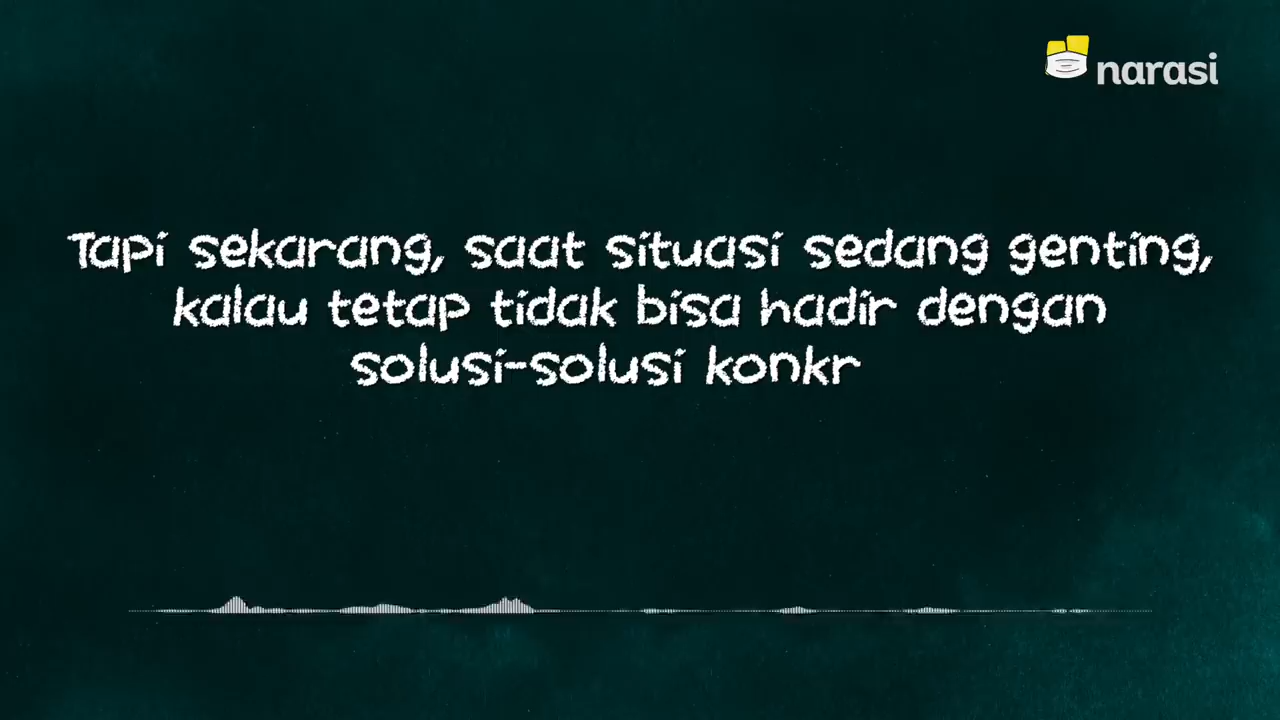 narasi
Tapi sekarang, saat situasi sedang genting,
kalau tetap tidak bisa hadir dengan
solusi-solusi konkr